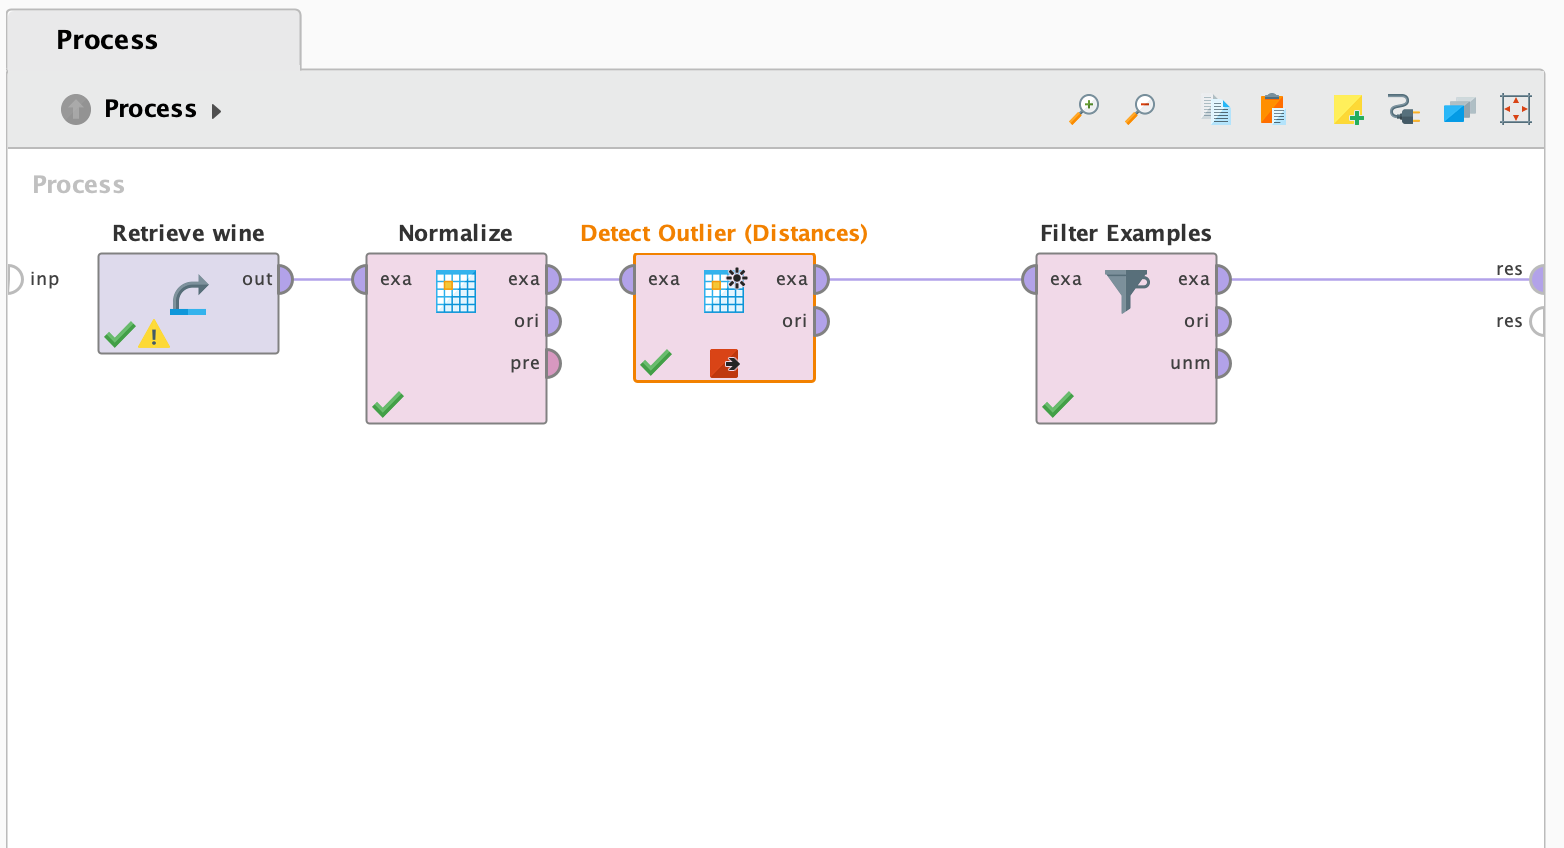 Process
Process
Process
Retrieve wine
Normalize
Detect Outlier (Distances)
Filter Examples
inp
out
exa
exa
exa
exa
exa
exa
res
ori
ori
ori
res
pre
unm